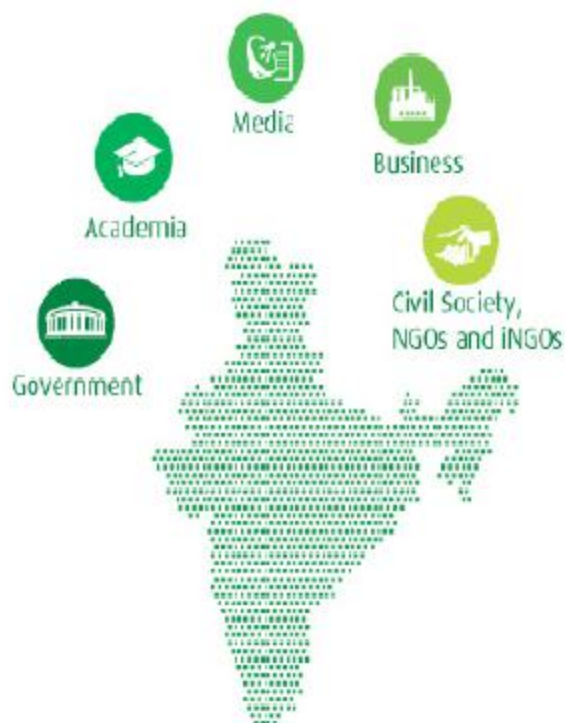 Media
Business
Academia
Civil Society,
NGOs and iNGOs
Government